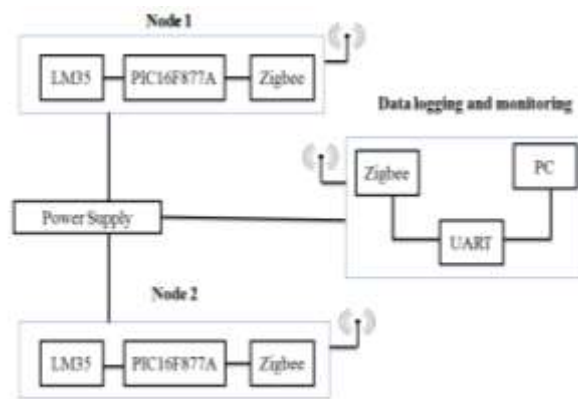 Node 1
LM35
PIC16F877A
Zigbee
Data logging and monitoring
Zigbee
PC
UART
Power Supply
Node 2
LM35
PIC16F877A
Zigbee